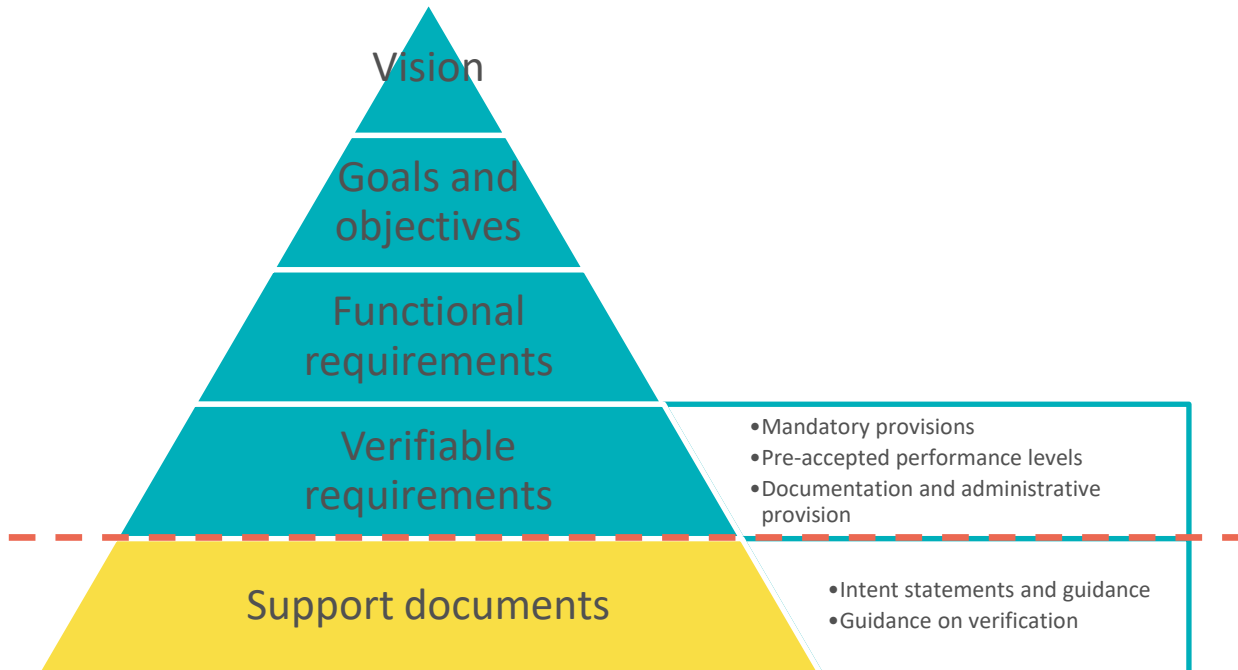 Vision
Goals and
objectives
Functional
requirements
Verifiable
requirements
•Mandatory provisions
•Pre-accepted performance levels
•Documentation and administrative
provision
Support documents
•Intent statements and guidance
•Guidance on verification